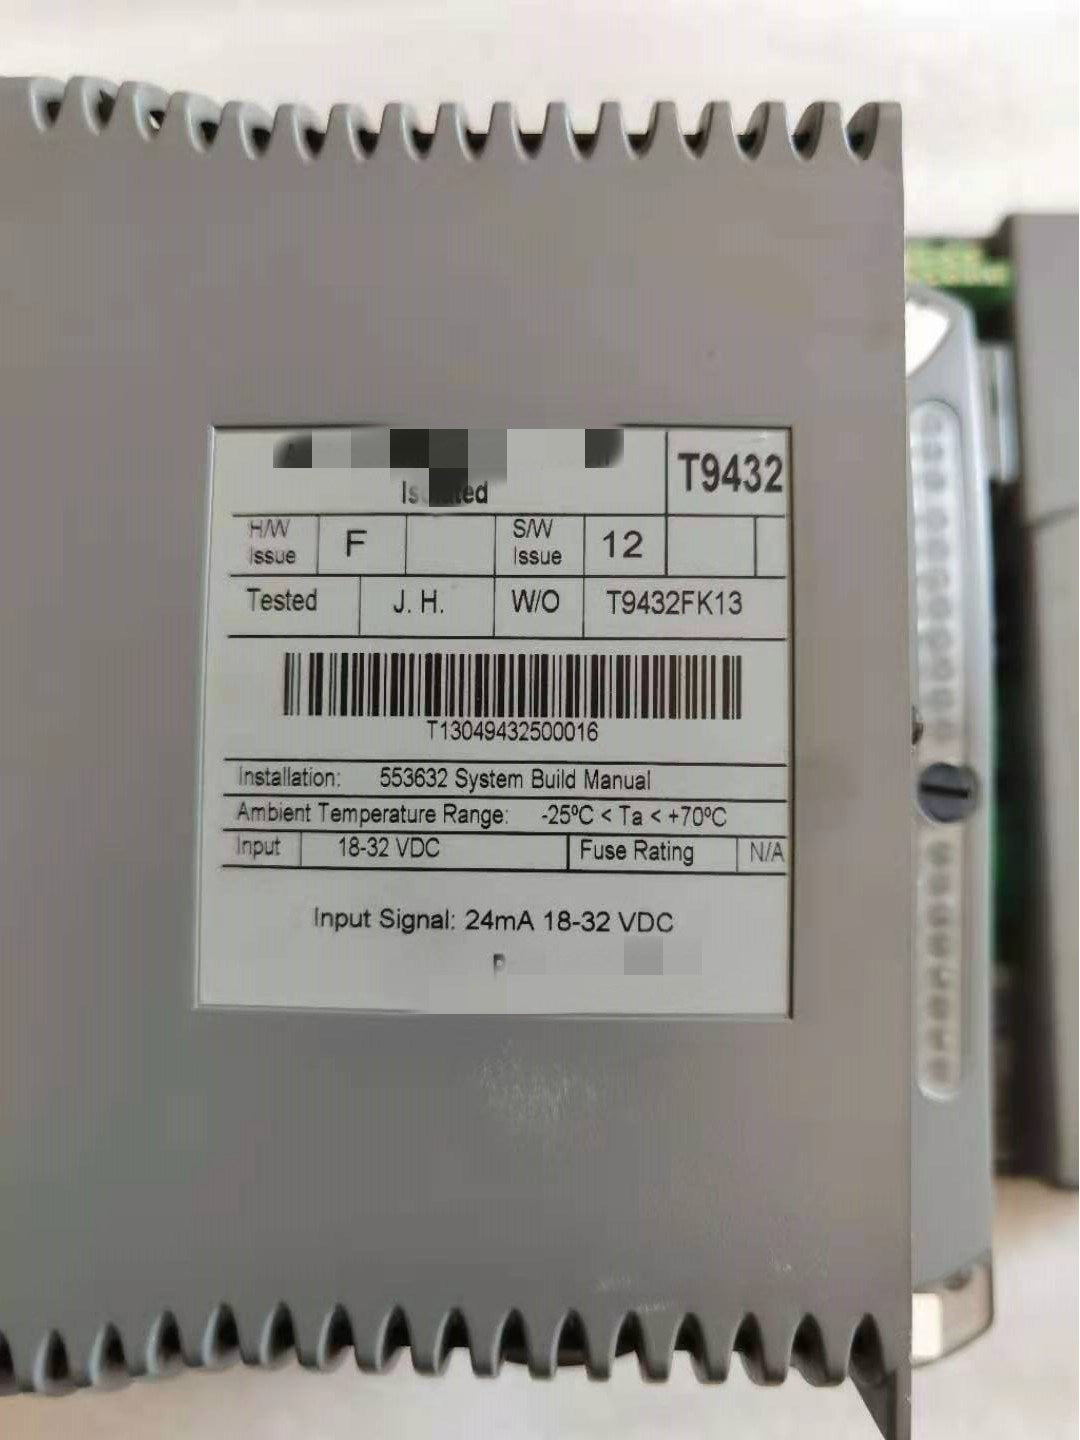 T9432
H/W Issue F S/W Issue 12
Tested J. H. W/O T9432FK13
T13049432500016
Installation: 553632 System Build Manual
Ambient Temperature Range: -25ºC < Ta < +70ºC
Input 18-32 VDC Fuse Rating N/A
Input Signal: 24mA 18-32 VDC